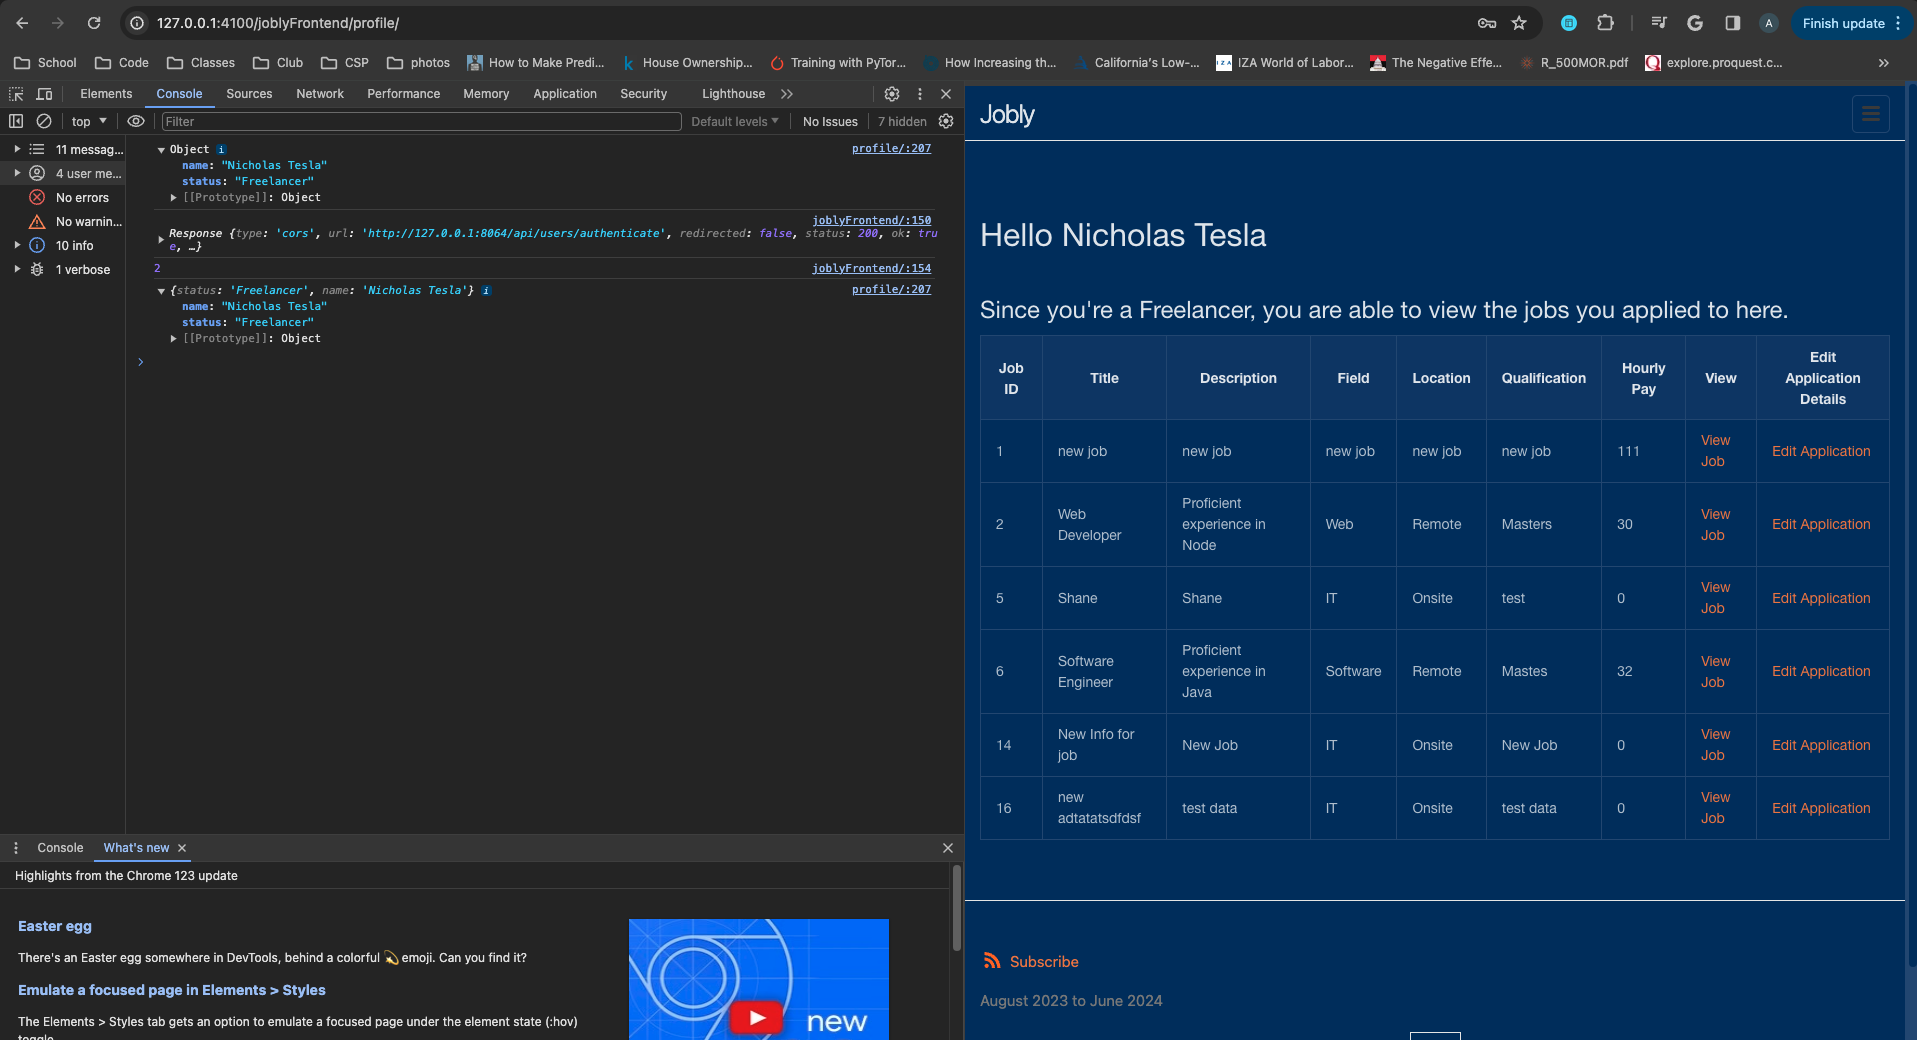 127.0.0.1:4100/joblyFrontend/profile/
A
Finish update
School Code Classes Club CSP photos How to Make Predi... House Ownership... Training with PyTor... How Increasing th... California's Low-... IZA World of Labor... The Negative Effe... R_500MOR.pdf explore.proquest.c...
Elements Console Sources Network Performance Memory Application Security Lighthouse
top Filter Default levels No Issues 7 hidden
11 messag...
4 user me...
No errors
No warnin...
10 info
1 verbose
Object i profile/:207
name: "Nicholas Tesla"
status: "Freelancer"
[[Prototype]]: Object
joblyFrontend/:150
Response {type: 'cors', url: 'http://127.0.0.1:8064/api/users/authenticate', redirected: false, status: 200, ok: tru
e, …}
2 joblyFrontend/:154
{status: 'Freelancer', name: 'Nicholas Tesla'} i profile/:207
name: "Nicholas Tesla"
status: "Freelancer"
[[Prototype]]: Object
Console What's new
Highlights from the Chrome 123 update
Easter egg
There's an Easter egg somewhere in DevTools, behind a colorful 💫 emoji. Can you find it?
Emulate a focused page in Elements > Styles
The Elements > Styles tab gets an option to emulate a focused page under the element state (:hov)
toggle.
new
Jobly
Hello Nicholas Tesla
Since you're a Freelancer, you are able to view the jobs you applied to here.
Job ID Title Description Field Location Qualification Hourly Pay View Edit Application Details
1 new job new job new job new job new job 111 View Job Edit Application
2 Web Developer Proficient experience in Node Web Remote Masters 30 View Job Edit Application
5 Shane Shane IT Onsite test 0 View Job Edit Application
6 Software Engineer Proficient experience in Java Software Remote Mastes 32 View Job Edit Application
14 New Info for job New Job IT Onsite New Job 0 View Job Edit Application
16 new adtatatsdfdsf test data IT Onsite test data 0 View Job Edit Application
Subscribe
August 2023 to June 2024